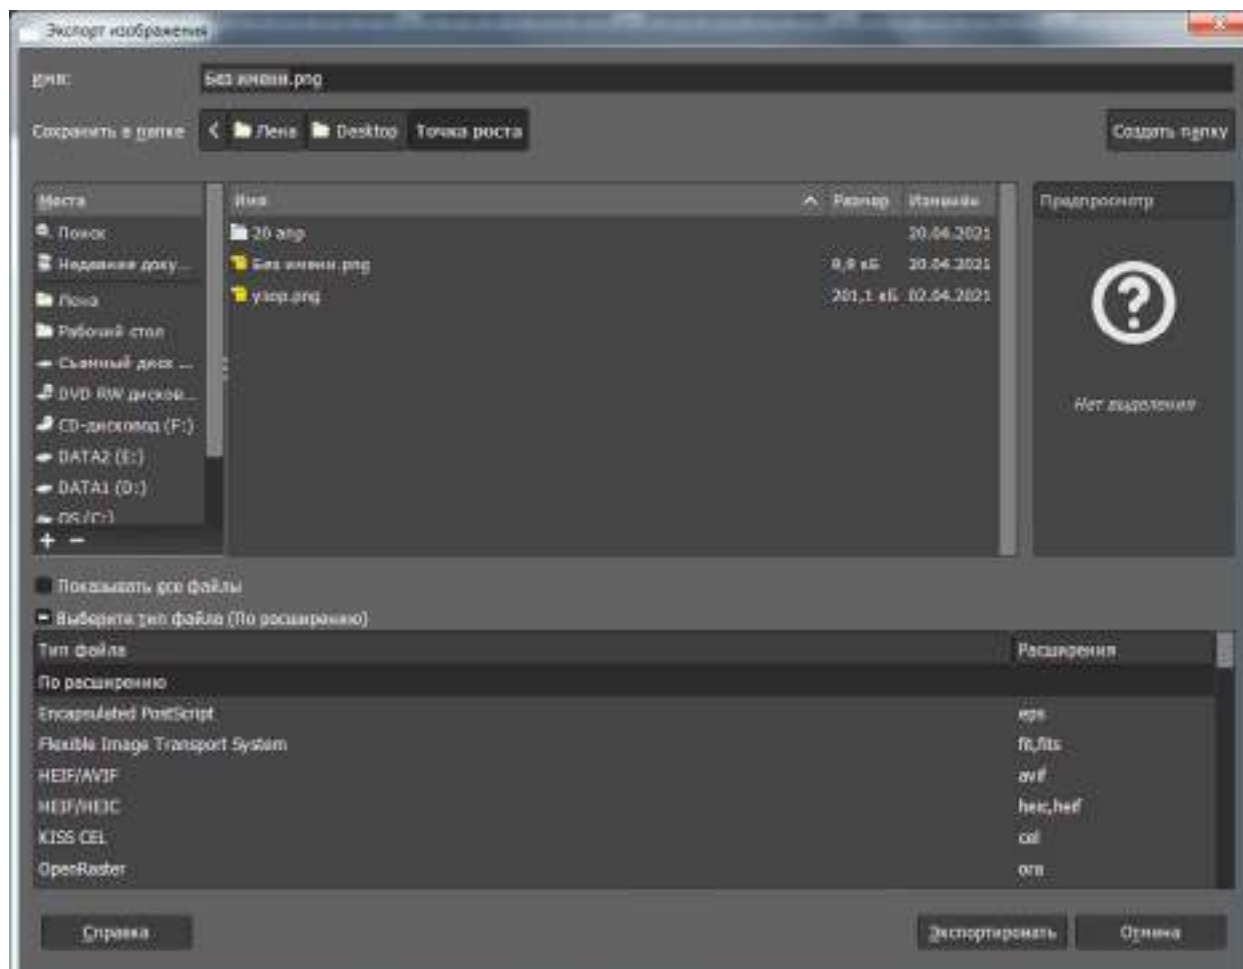 Экспорт изображения
Имя: Без имени.png
Сохранить в папке Лена Desktop Точка роста Создать папку
Места Имя Размер Изменён Предпросмотр
Поиск 20 апр 20.04.2021
Недавние доку... Без имени.png 9,9 кБ 20.04.2021
Лена узор.png 201,1 кБ 02.04.2021
Рабочий стол
Съемный диск ...
DVD RW дисков...
Нет выделения
CD-дисковод (F:)
DATA2 (E:)
DATA1 (D:)
OS (C:)
Показывать все файлы
Выберите тип файла (По расширению)
Тип файла Расширения
По расширению
Encapsulated PostScript eps
Flexible Image Transport System fit,fits
HEIF/AVIF avif
HEIF/HEIC heic,heif
KISS CEL cel
OpenRaster ora
Справка Экспортировать Отмена